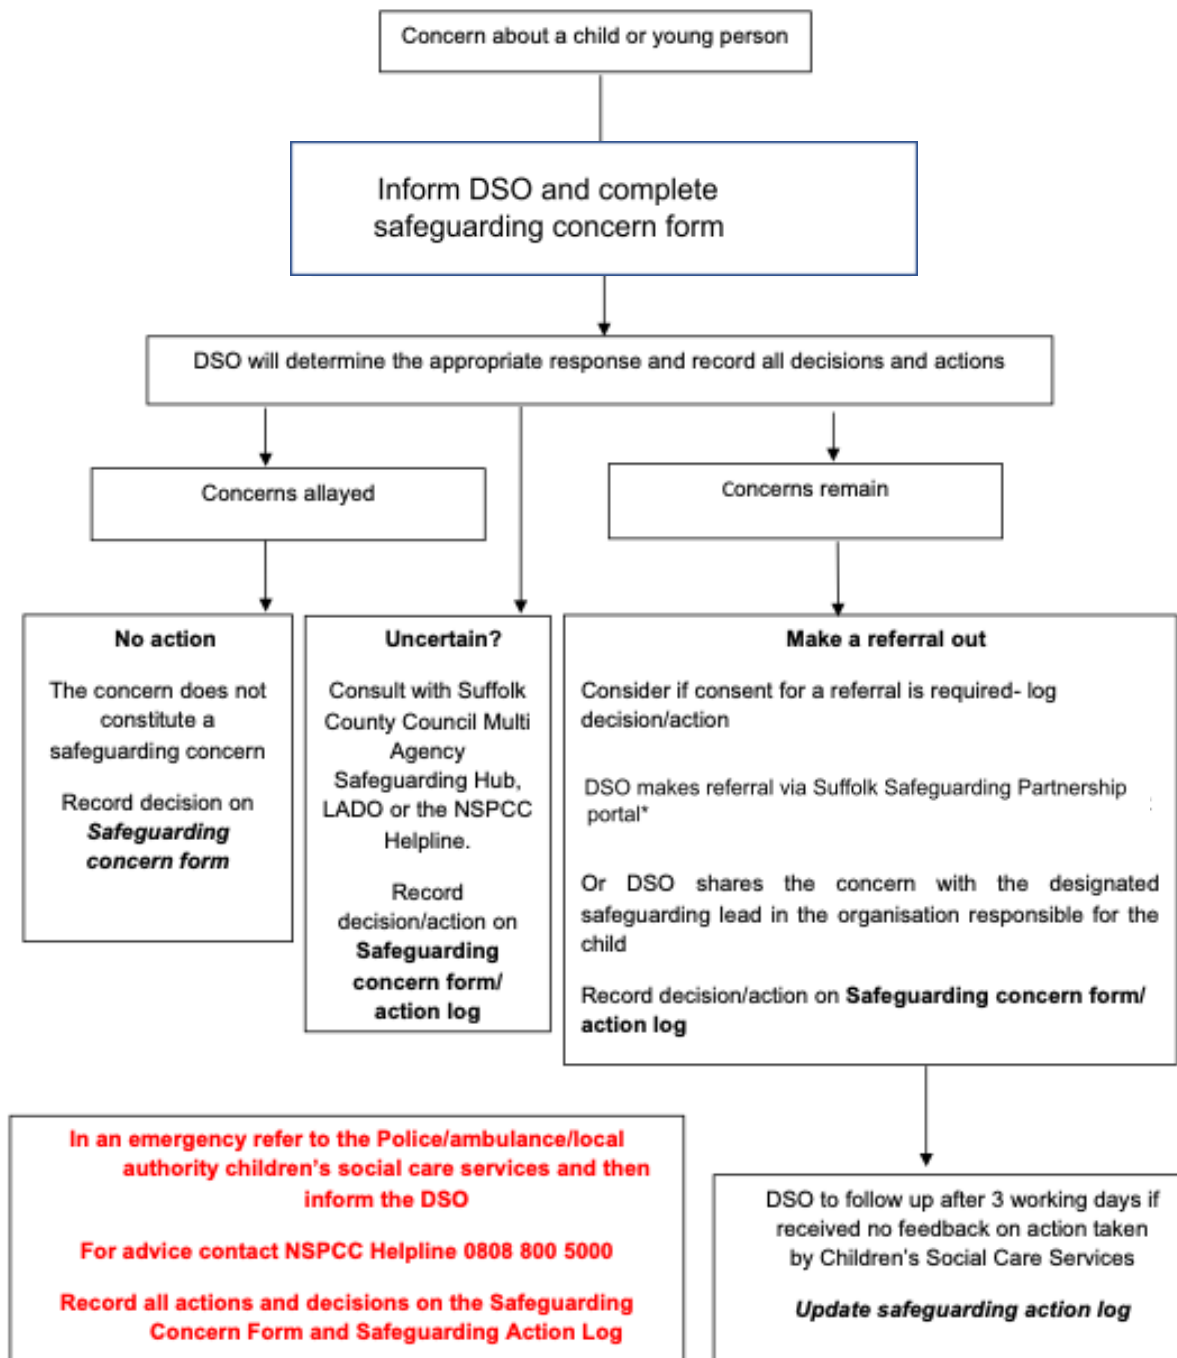 Concern about a child or young person
Inform DSO and complete
safeguarding concern form
DSO will determine the appropriate response and record all decisions and actions
Concerns allayed
Concerns remain
No action
The concern does not
constitute a
safeguarding concern
Record decision on
Safeguarding
concern form
Uncertain?
Consult with Suffolk
County Council Multi
Agency
Safeguarding Hub,
LADO or the NSPCC
Helpline.
Record
decision/action on
Safeguarding
concern form/
action log
Make a referral out
Consider if consent for a referral is required- log
decision/action
DSO makes referral via Suffolk Safeguarding Partnership
portal*
Or DSO shares the concern with the designated
safeguarding lead in the organisation responsible for the
child
Record decision/action on Safeguarding concern form/
action log
In an emergency refer to the Police/ambulance/local
authority children's social care services and then
inform the DSO
For advice contact NSPCC Helpline 0808 800 5000
Record all actions and decisions on the Safeguarding
Concern Form and Safeguarding Action Log
DSO to follow up after 3 working days if
received no feedback on action taken
by Children's Social Care Services
Update safeguarding action log